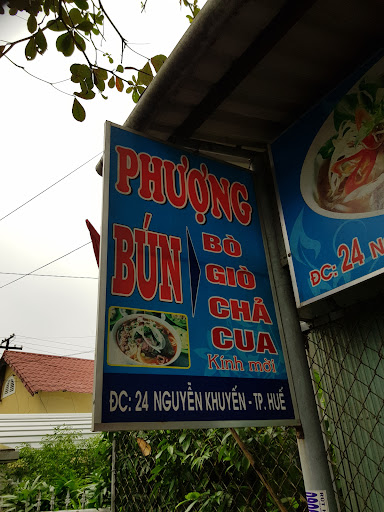 PHƯỢNG
BÚN
BÒ
GIÒ
CHẢ
CUA
Kính mời
ĐC: 24 NGUYỄN KHUYẾN - TP. HUẾ
ĐC: 24 N